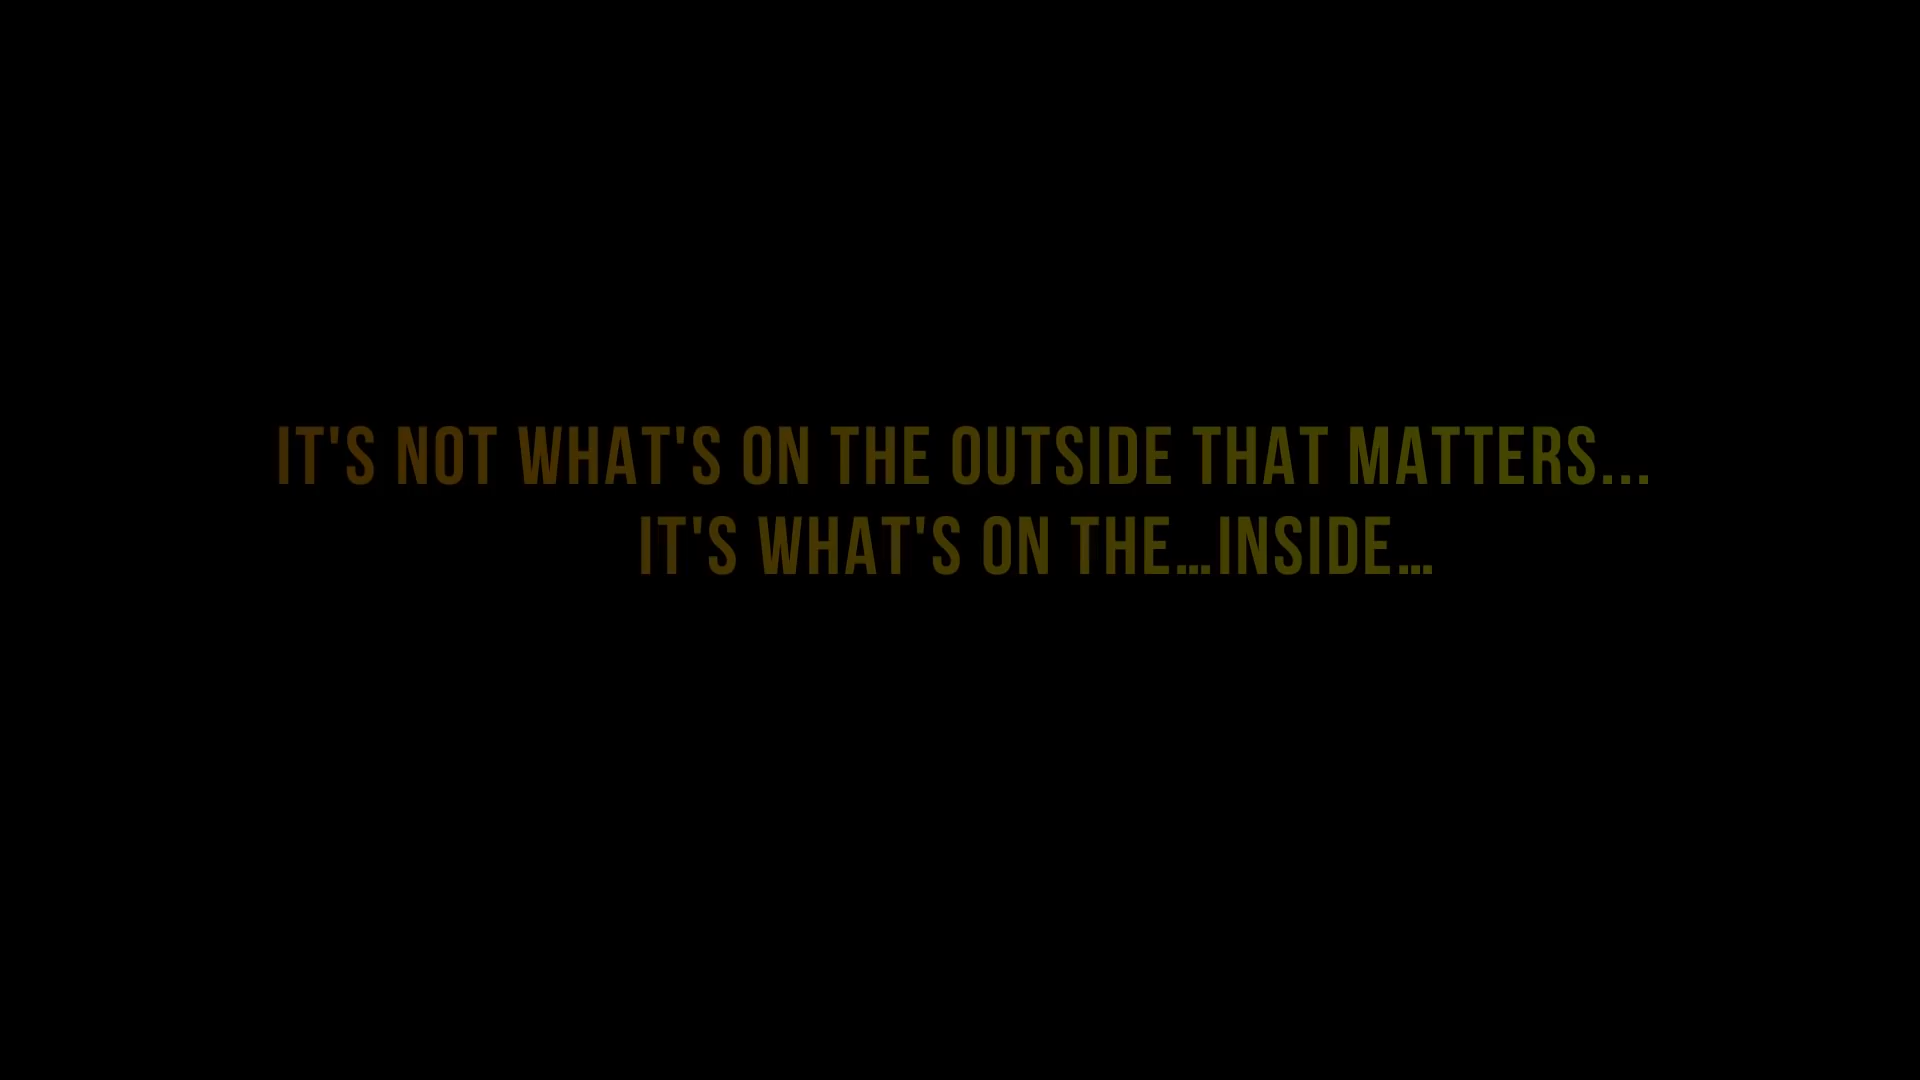 IT'S NOT WHAT'S ON THE OUTSIDE THAT MATTERS...
IT'S WHAT'S ON THE...INSIDE...